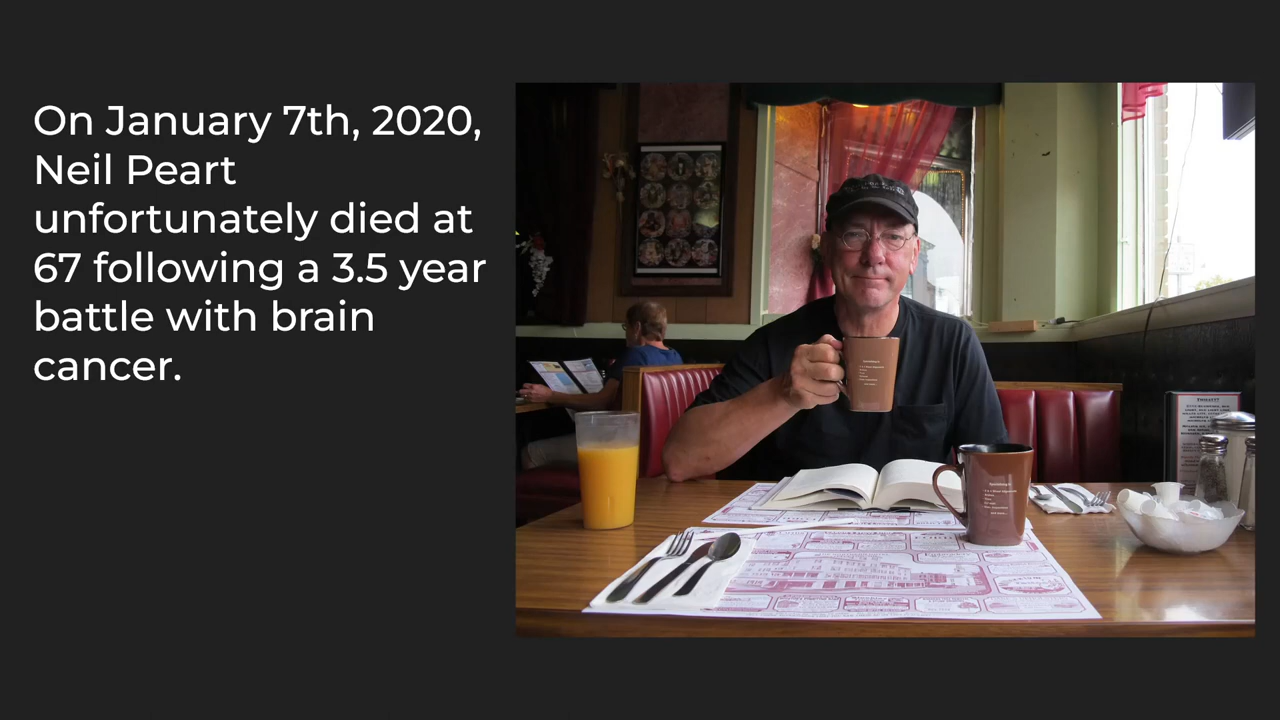 On January 7th, 2020,
Neil Peart
unfortunately died at
67 following a 3.5 year
battle with brain
cancer.